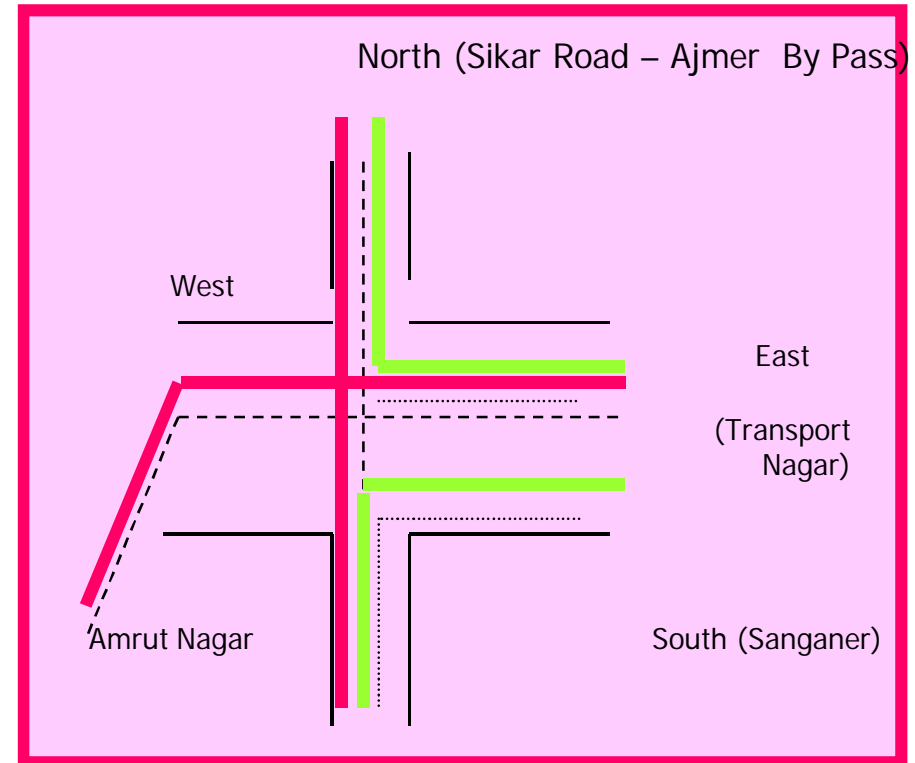 North (Sikar Road – Ajmer By Pass)
West
East
(Transport
Nagar)
Amrut Nagar
South (Sanganer)